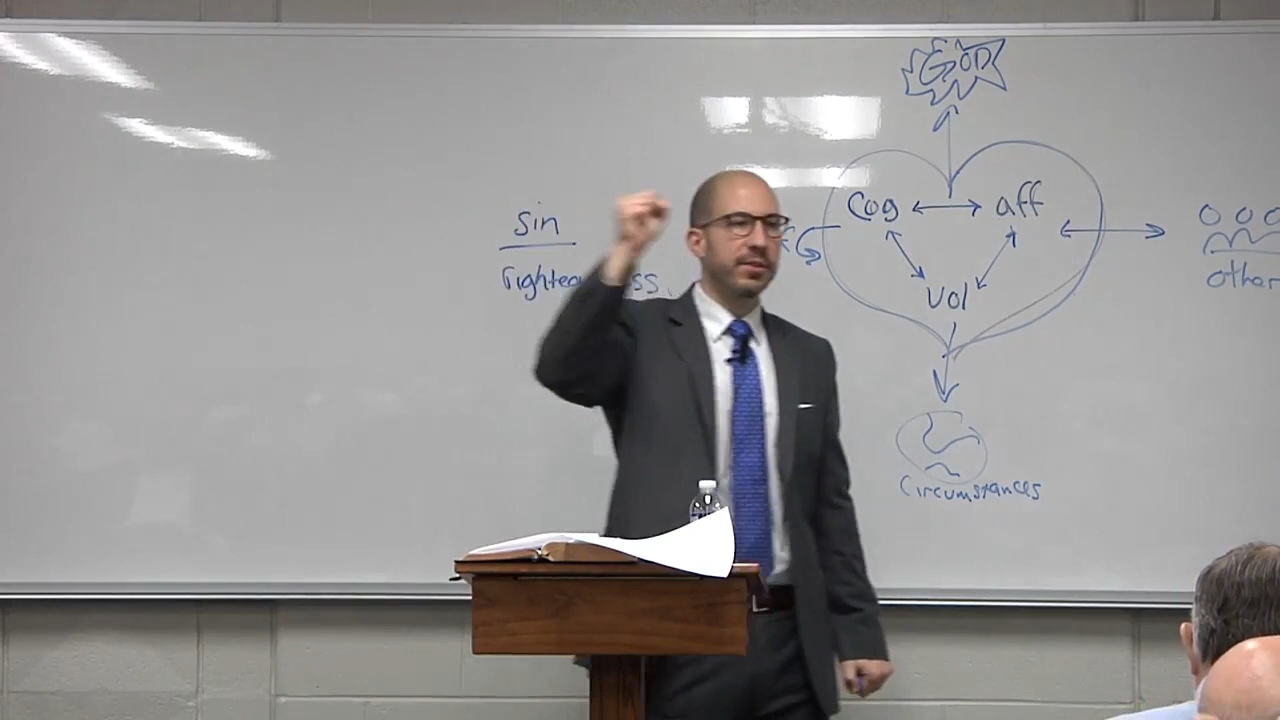 GOD
cog aff
vol
sin
other
Circumstances